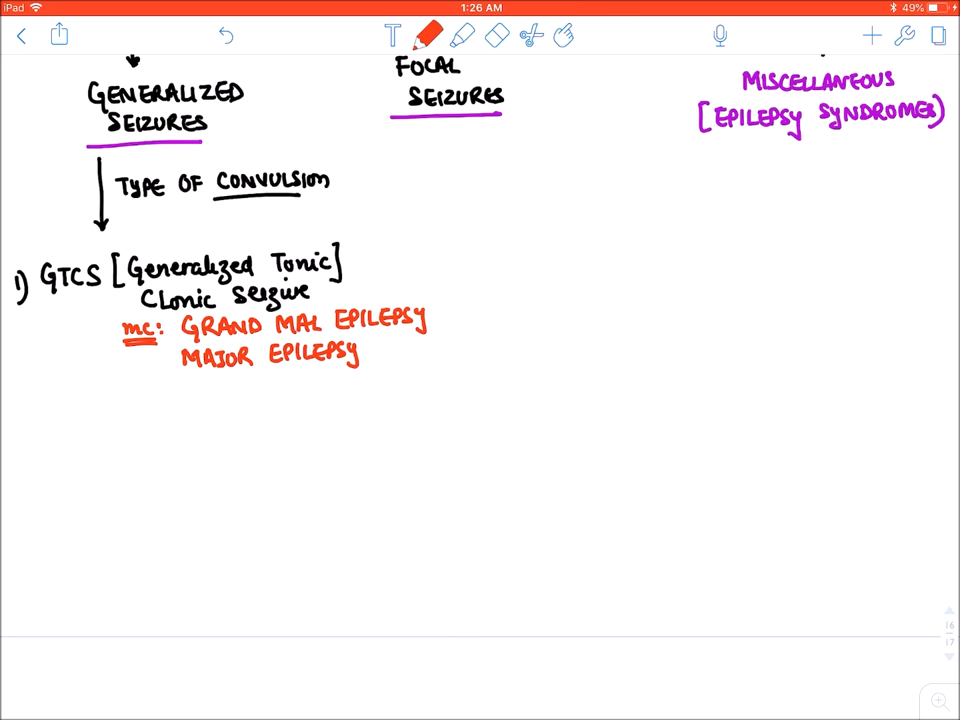 iPad
1:26 AM
49%
T
GENERALIZED
SEIZURES
FOCAL
SEIZURES
MISCELLANEOUS
[EPILEPSY SYNDROMES)
TYPE OF CONVULSION
1) GTCS [Generalized Tonic]
Clonic Seizure
mc: GRAND MAL EPILEPSY
MAJOR EPILEPSY
16
17